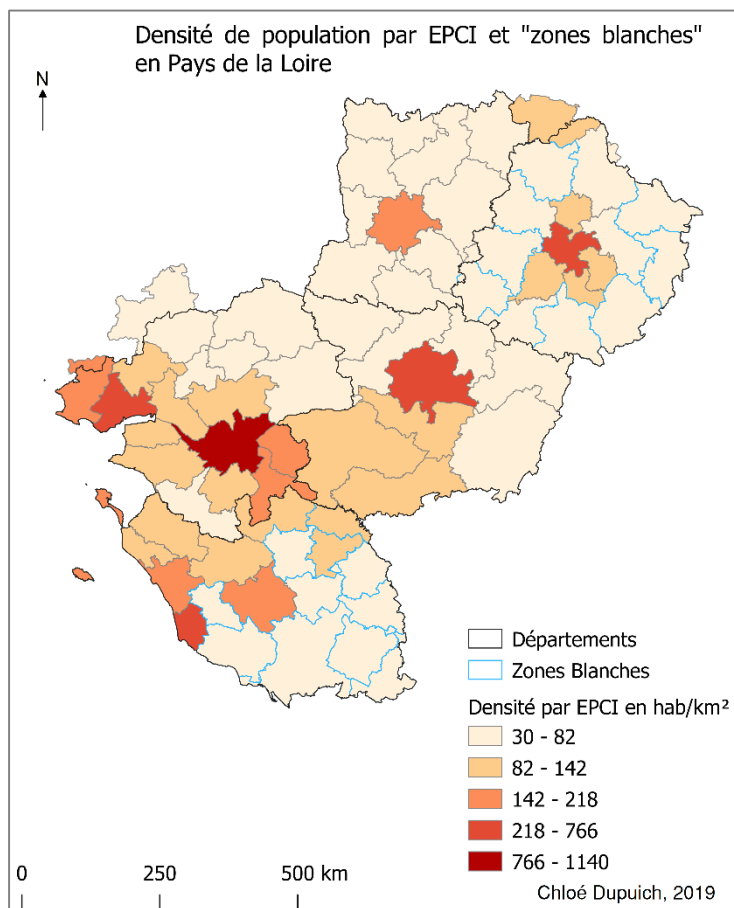 Densité de population par EPCI et "zones blanches"
en Pays de la Loire
N
Départements
Zones Blanches
Densité par EPCI en hab/km²
30 - 82
82 - 142
142 - 218
218 - 766
766 - 1140
0 250 500 km
Chloé Dupuich, 2019